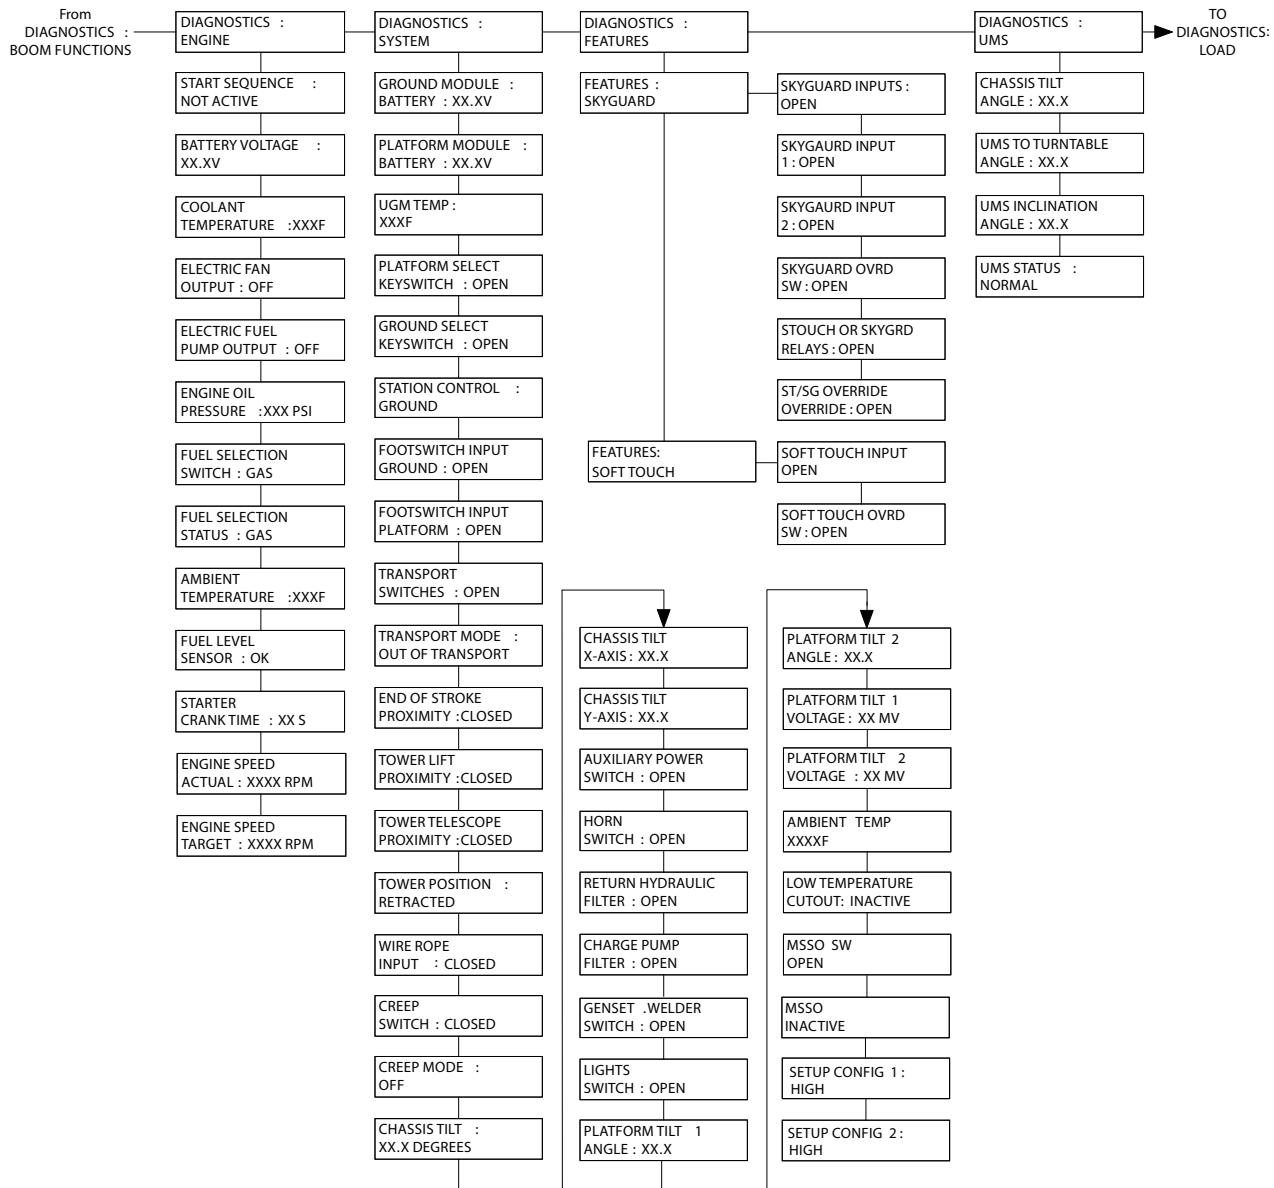 From
DIAGNOSTICS :
BOOM FUNCTIONS
DIAGNOSTICS :
ENGINE
START SEQUENCE :
NOT ACTIVE
BATTERY VOLTAGE :
XX.XV
COOLANT
TEMPERATURE :XXXF
ELECTRIC FAN
OUTPUT : OFF
ELECTRIC FUEL
PUMP OUTPUT : OFF
ENGINE OIL
PRESSURE :XXX PSI
FUEL SELECTION
SWITCH : GAS
FUEL SELECTION
STATUS : GAS
AMBIENT
TEMPERATURE :XXXF
FUEL LEVEL
SENSOR : OK
STARTER
CRANK TIME : XX S
ENGINE SPEED
ACTUAL : XXXX RPM
ENGINE SPEED
TARGET : XXXX RPM
DIAGNOSTICS :
SYSTEM
GROUND MODULE :
BATTERY : XX.XV
PLATFORM MODULE :
BATTERY : XX.XV
UGM TEMP :
XXXF
PLATFORM SELECT
KEYSWITCH : OPEN
GROUND SELECT
KEYSWITCH : OPEN
STATION CONTROL :
GROUND
FOOTSWITCH INPUT
GROUND : OPEN
FOOTSWITCH INPUT
PLATFORM : OPEN
TRANSPORT
SWITCHES : OPEN
TRANSPORT MODE :
OUT OF TRANSPORT
END OF STROKE
PROXIMITY :CLOSED
TOWER LIFT
PROXIMITY :CLOSED
TOWER TELESCOPE
PROXIMITY :CLOSED
TOWER POSITION :
RETRACTED
WIRE ROPE
INPUT : CLOSED
CREEP
SWITCH : CLOSED
CREEP MODE :
OFF
CHASSIS TILT :
XX.X DEGREES
CHASSIS TILT
X-AXIS : XX.X
CHASSIS TILT
Y-AXIS : XX.X
AUXILIARY POWER
SWITCH : OPEN
HORN
SWITCH : OPEN
RETURN HYDRAULIC
FILTER : OPEN
CHARGE PUMP
FILTER : OPEN
GENSET .WELDER
SWITCH : OPEN
LIGHTS
SWITCH : OPEN
PLATFORM TILT 1
ANGLE : XX.X
PLATFORM TILT 2
ANGLE : XX.X
PLATFORM TILT 1
VOLTAGE : XX MV
PLATFORM TILT 2
VOLTAGE : XX MV
AMBIENT TEMP
XXXXF
LOW TEMPERATURE
CUTOUT: INACTIVE
MSSO SW
OPEN
MSSO
INACTIVE
SETUP CONFIG 1 :
HIGH
SETUP CONFIG 2 :
HIGH
DIAGNOSTICS :
FEATURES
FEATURES :
SKYGUARD
SKYGUARD INPUTS :
OPEN
SKYGAURD INPUT
1 : OPEN
SKYGAURD INPUT
2 : OPEN
SKYGUARD OVRD
SW : OPEN
STOUCH OR SKYGRD
RELAYS : OPEN
ST/SG OVERRIDE
OVERRIDE : OPEN
FEATURES:
SOFT TOUCH
SOFT TOUCH INPUT
OPEN
SOFT TOUCH OVRD
SW : OPEN
DIAGNOSTICS :
UMS
CHASSIS TILT
ANGLE : XX.X
UMS TO TURNTABLE
ANGLE : XX.X
UMS INCLINATION
ANGLE : XX.X
UMS STATUS :
NORMAL
TO
DIAGNOSTICS:
LOAD